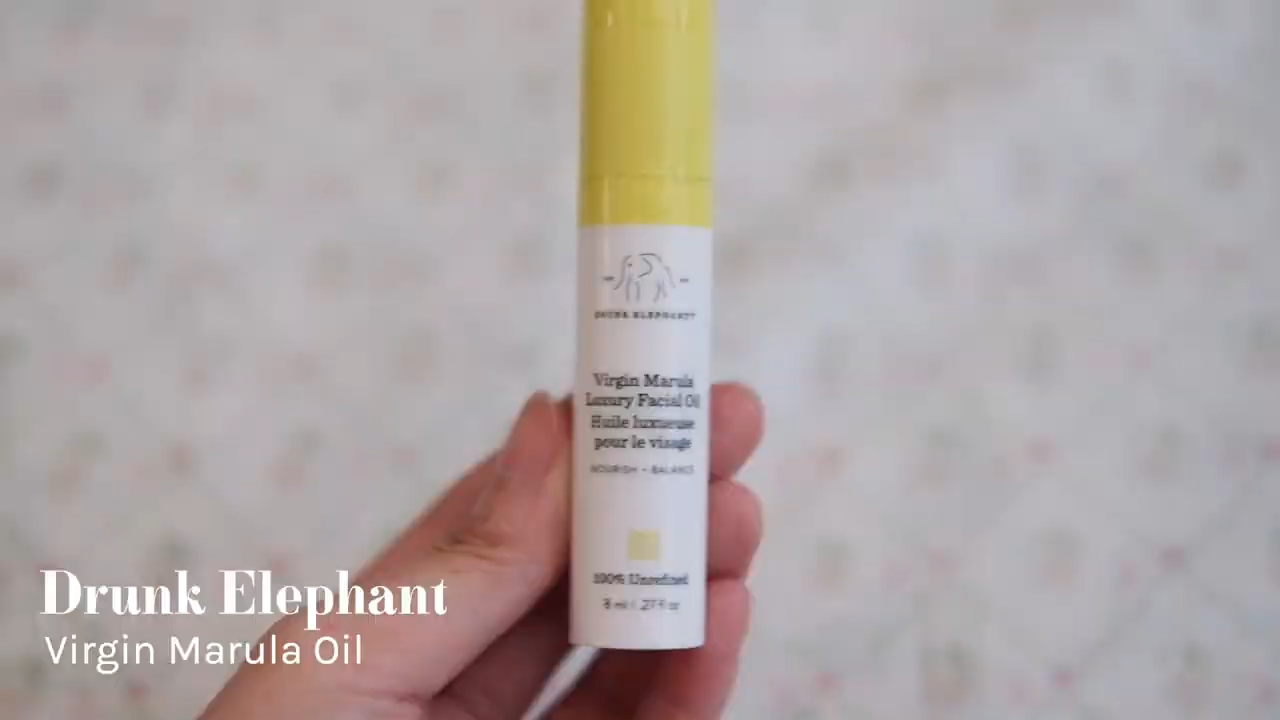 DRUNK ELEPHANT
Virgin Marula
Luxury Facial Oil
Huile luxueuse
pour le visage
NOURISH + BALANCE
100% Unrefined
8 ml / .27 fl oz
Drunk Elephant
Virgin Marula Oil